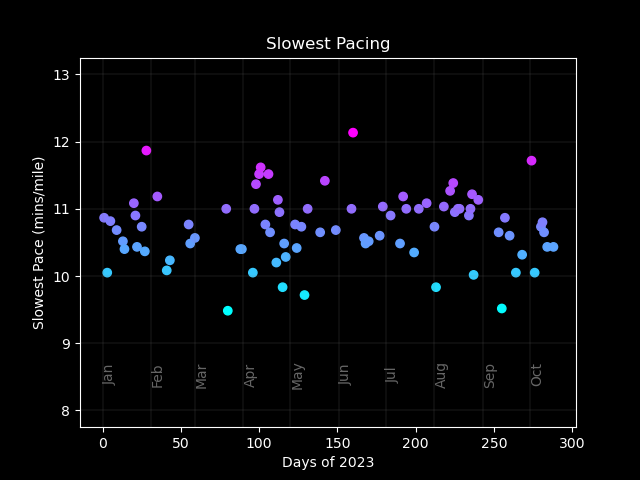 Slowest Pacing
Slowest Pace (mins/mile)
13
12
11
10
9
8
Jan
Feb
Mar
Apr
May
Jun
Jul
Aug
Sep
Oct
0 50 100 150 200 250 300
Days of 2023